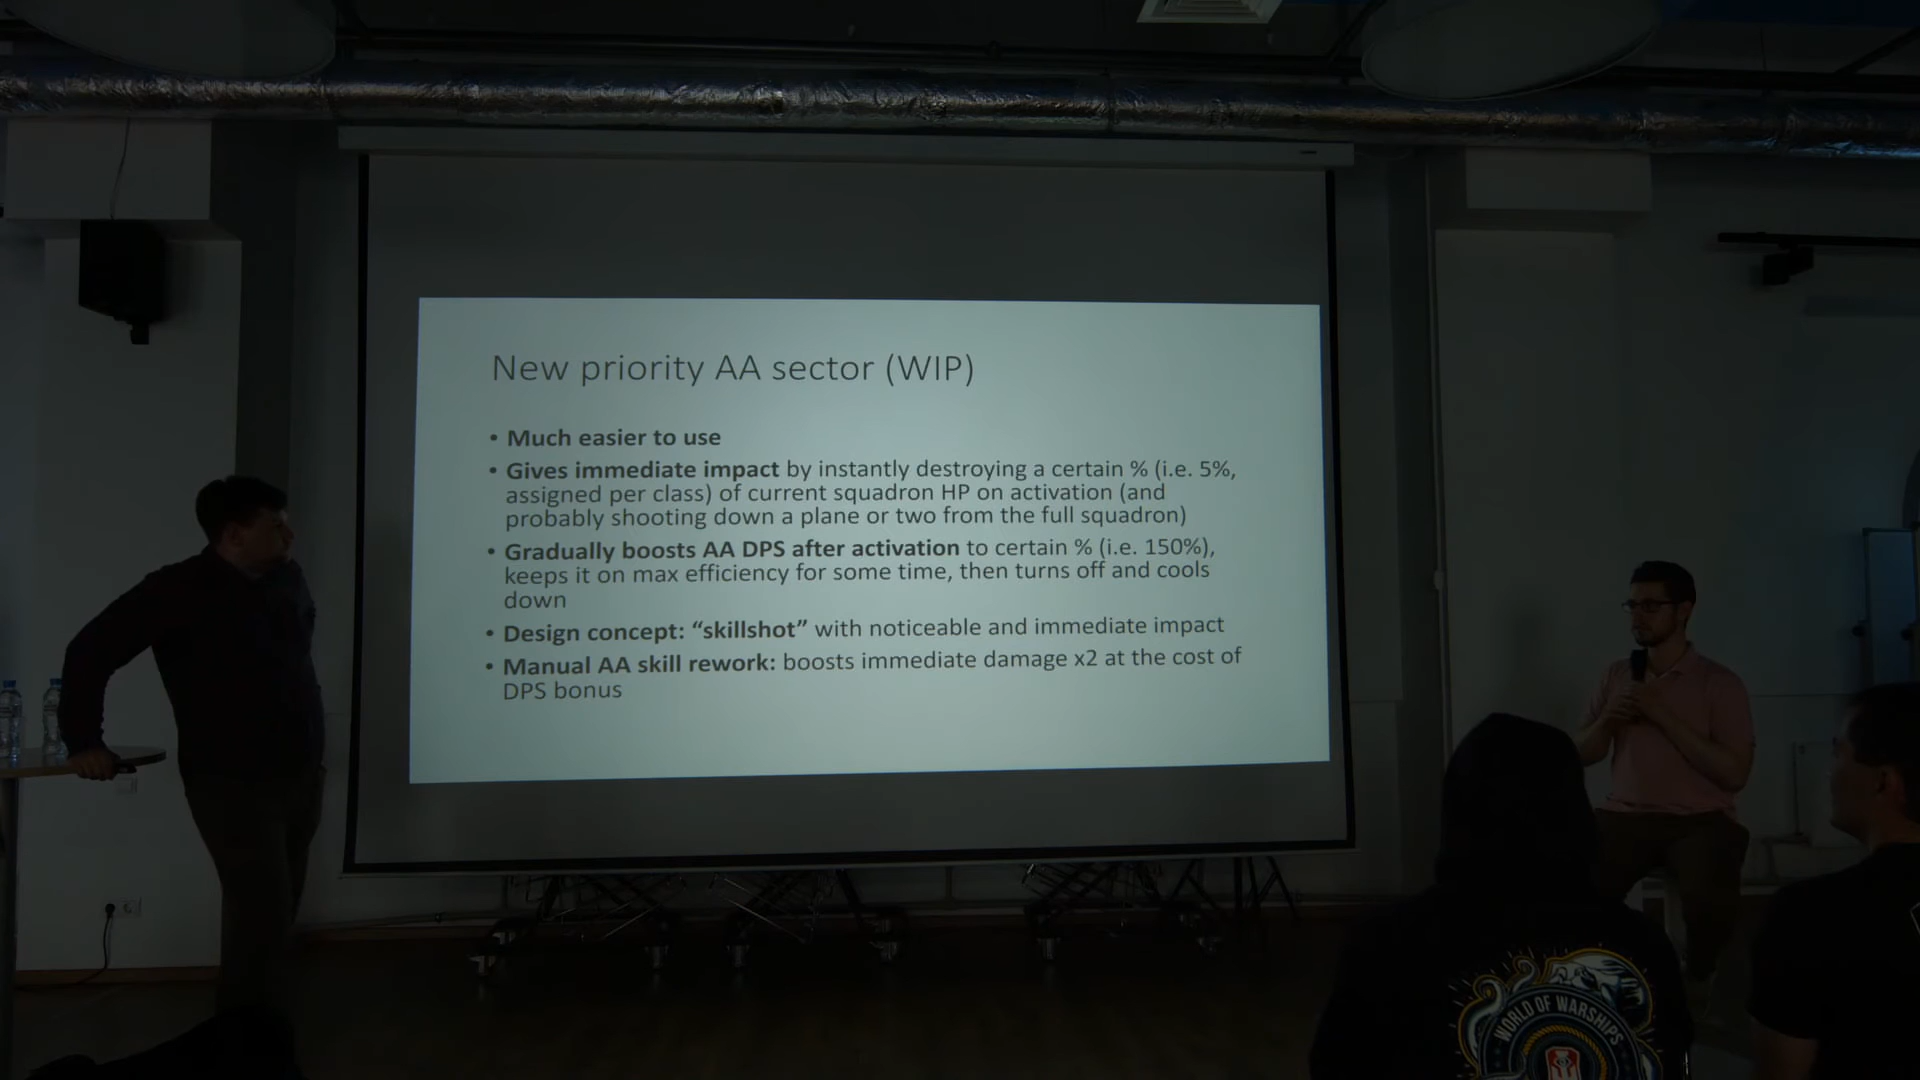 New priority AA sector (WIP)
• Much easier to use
• Gives immediate impact by instantly destroying a certain % (i.e. 5%,
assigned per class) of current squadron HP on activation (and
probably shooting down a plane or two from the full squadron)
• Gradually boosts AA DPS after activation to certain % (i.e. 150%),
keeps it on max efficiency for some time, then turns off and cools
down
• Design concept: “skillshot” with noticeable and immediate impact
• Manual AA skill rework: boosts immediate damage x2 at the cost of
DPS bonus
WORLD OF WARSHIPS